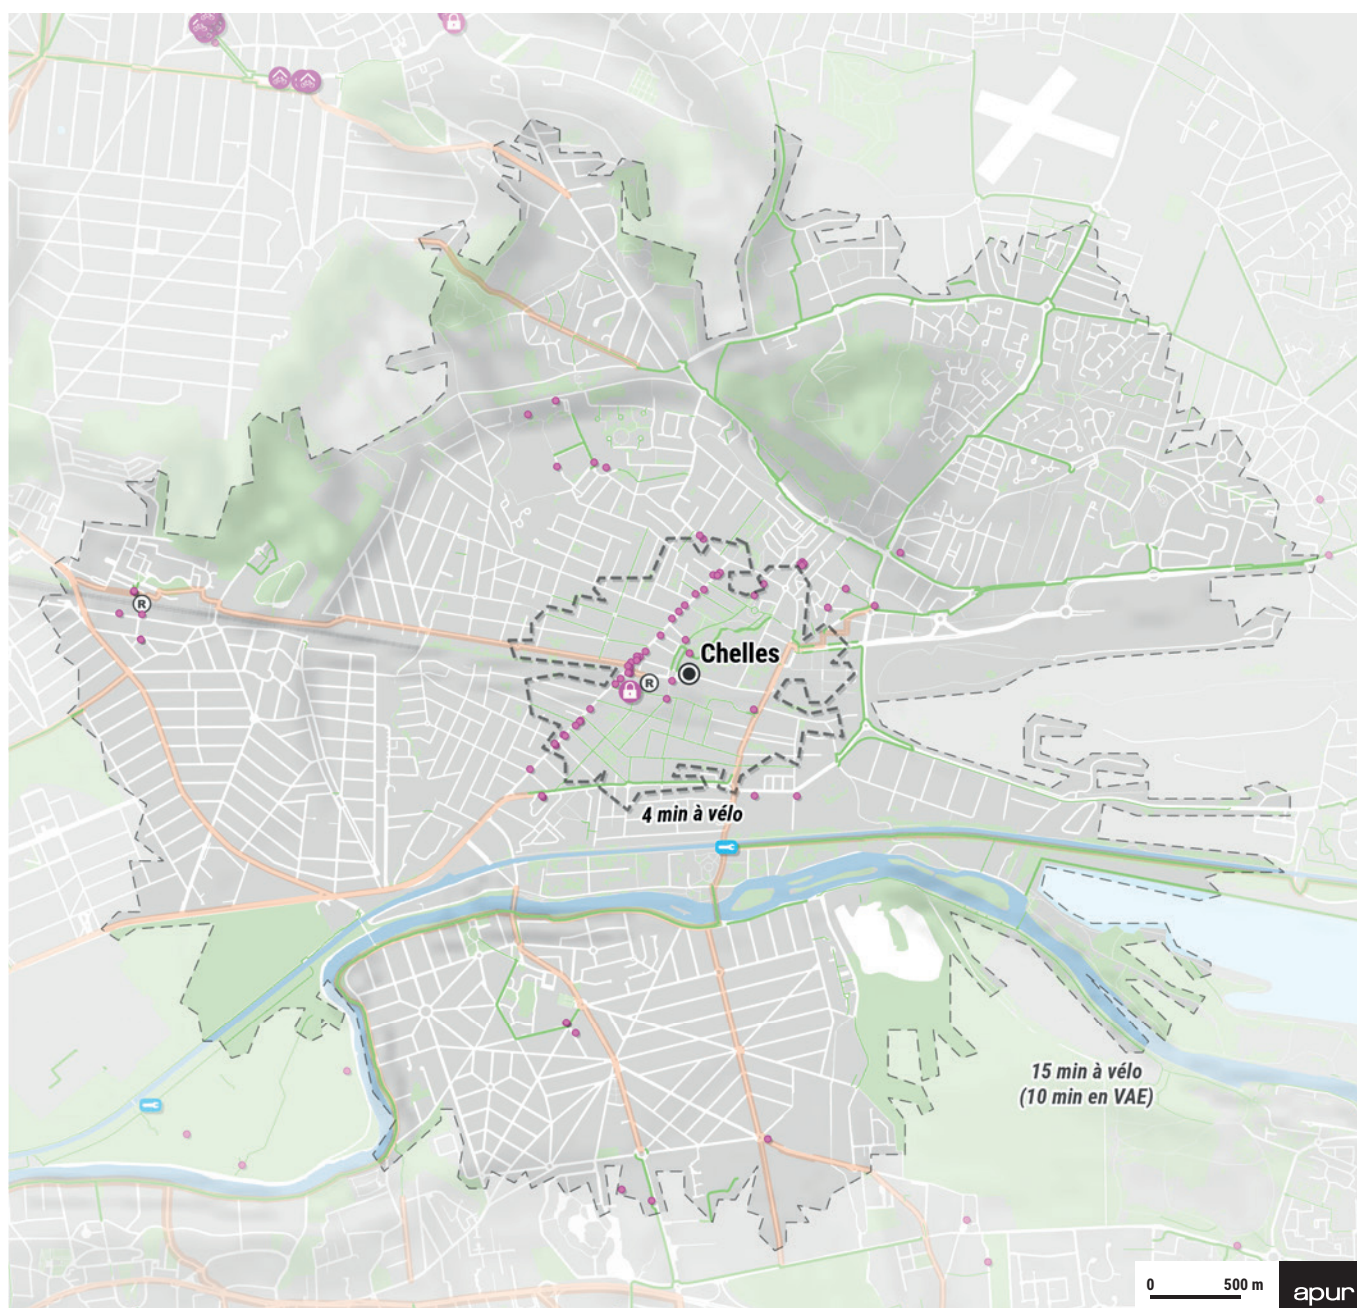 R
Chelles
R
4 min à vélo
15 min à vélo
(10 min en VAE)
0 500 m
apur